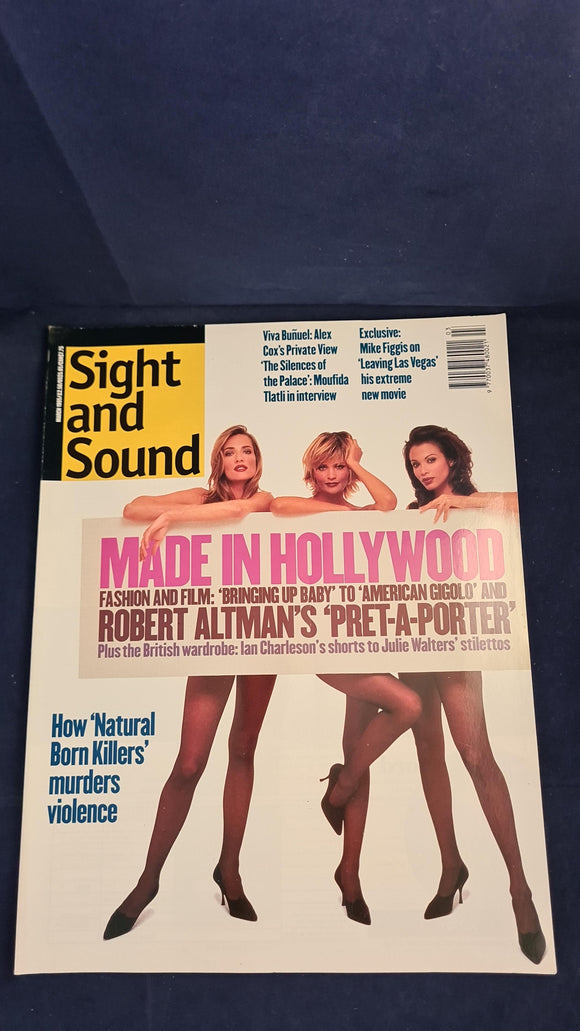 Sight
and
Sound
Viva Buñuel: Alex
Cox's Private View
'The Silences of
the Palace': Moufida
Tlatli in interview
Exclusive:
Mike Figgis on
'Leaving Las Vegas'
his extreme
new movie
03
MADE IN HOLLYWOOD
FASHION AND FILM: 'BRINGING UP BABY' TO 'AMERICAN GIGOLO' AND
ROBERT ALTMAN'S 'PRET-A-PORTER'
Plus the British wardrobe: Ian Charleson's shorts to Julie Walters' stilettos
How 'Natural
Born Killers'
murders
violence